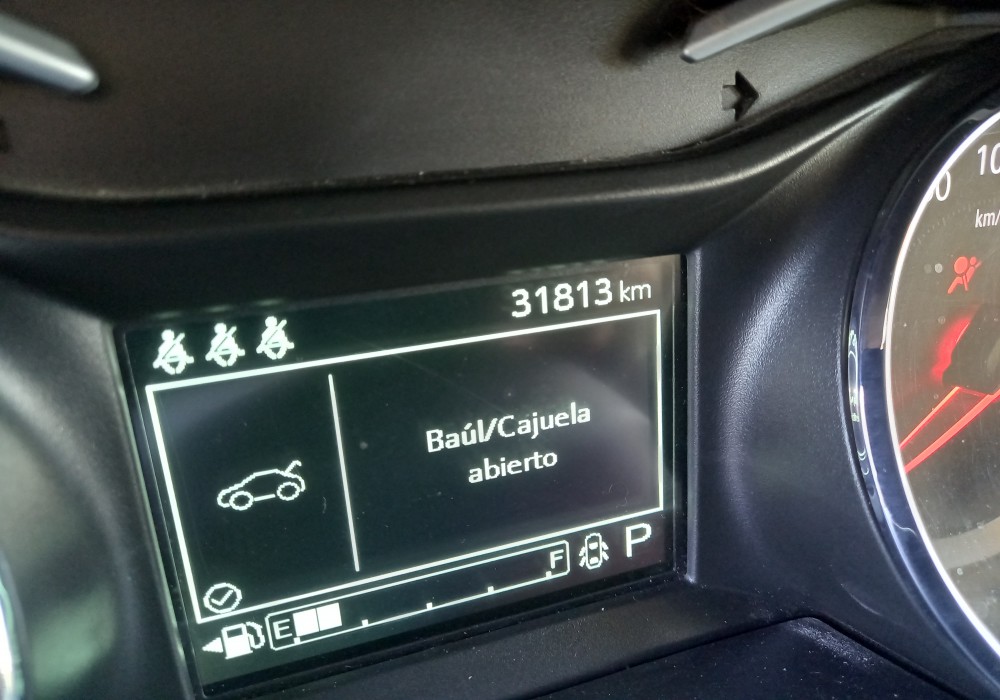 10
km/
31813 km
Baúl/Cajuela
abierto
F
P
E